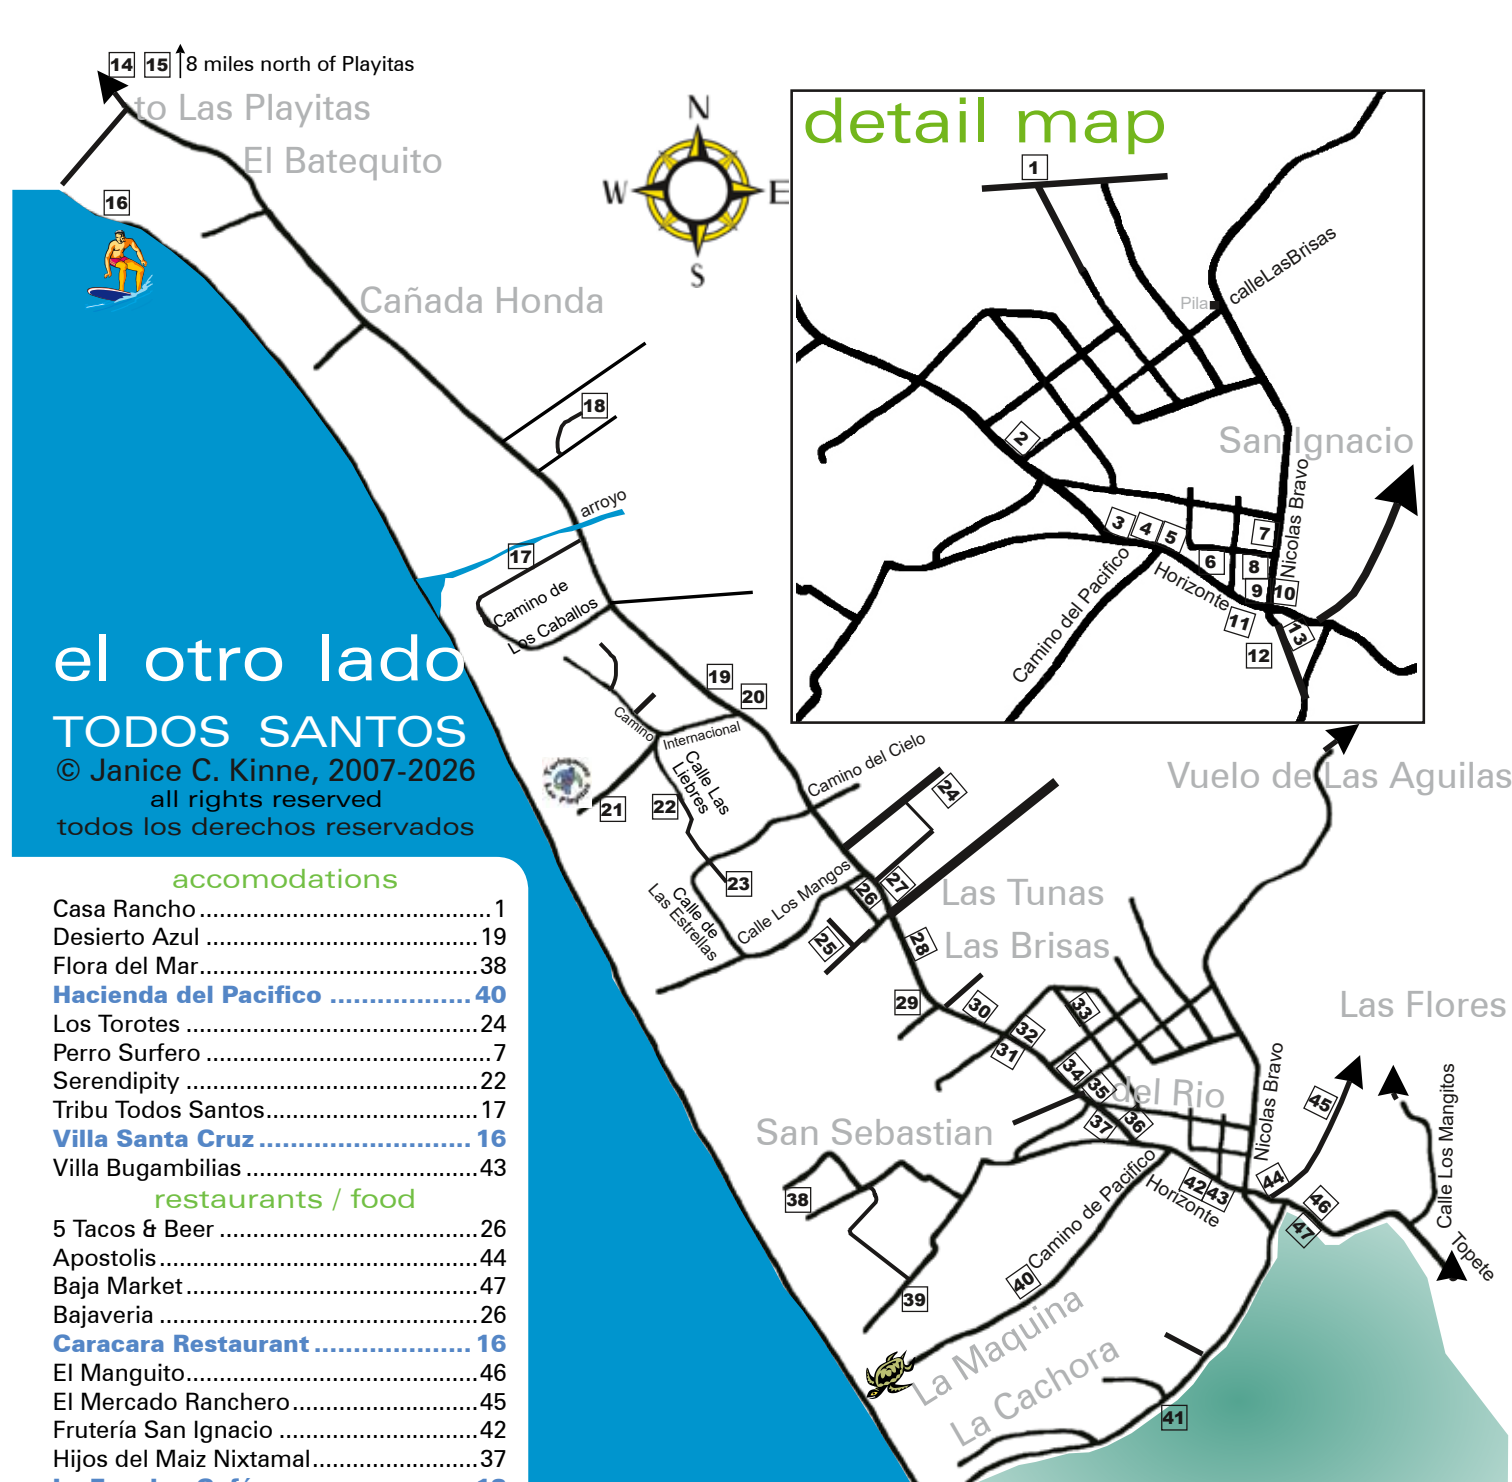 14 15 8 miles north of Playitas
to Las Playitas
El Batequito
16
Cañada Honda
18
arroyo
17
Camino de
Los Caballos
N
W E
S
detail map
1
calleLasBrisas
Pila
San Ignacio
2
Nicolas Bravo
3 4 5 6 7
8
9 10
11
12
13
Horizonte
Camino del Pacifico
el otro lado
TODOS SANTOS
© Janice C. Kinne, 2007-2026
all rights reserved
todos los derechos reservados
19
20
Camino
Internacional
Calle Las
Liebres
21
22
23
Camino del Cielo
24
Calle de
Las Estrellas
Calle Los Mangos
25
26
27
28
29
Vuelo de Las Aguilas
Las Tunas
Las Brisas
Las Flores
30
31
32
33
34
35
36
37
del Rio
San Sebastian
38
39
40
Camino de Pacifico
Horizonte
42 43
Nicolas Bravo
44
45
46
47
Calle Los Mangitos
Topete
La Maquina
La Cachora
41
accomodations
Casa Rancho 1
Desierto Azul 19
Flora del Mar 38
Hacienda del Pacifico 40
Los Torotes 24
Perro Surfero 7
Serendipity 22
Tribu Todos Santos 17
Villa Santa Cruz 16
Villa Bugambilias 43
restaurants / food
5 Tacos & Beer 26
Apostolis 44
Baja Market 47
Bajaveria 26
Caracara Restaurant 16
El Manguito 46
El Mercado Ranchero 45
Frutería San Ignacio 42
Hijos del Maiz Nixtamal 37